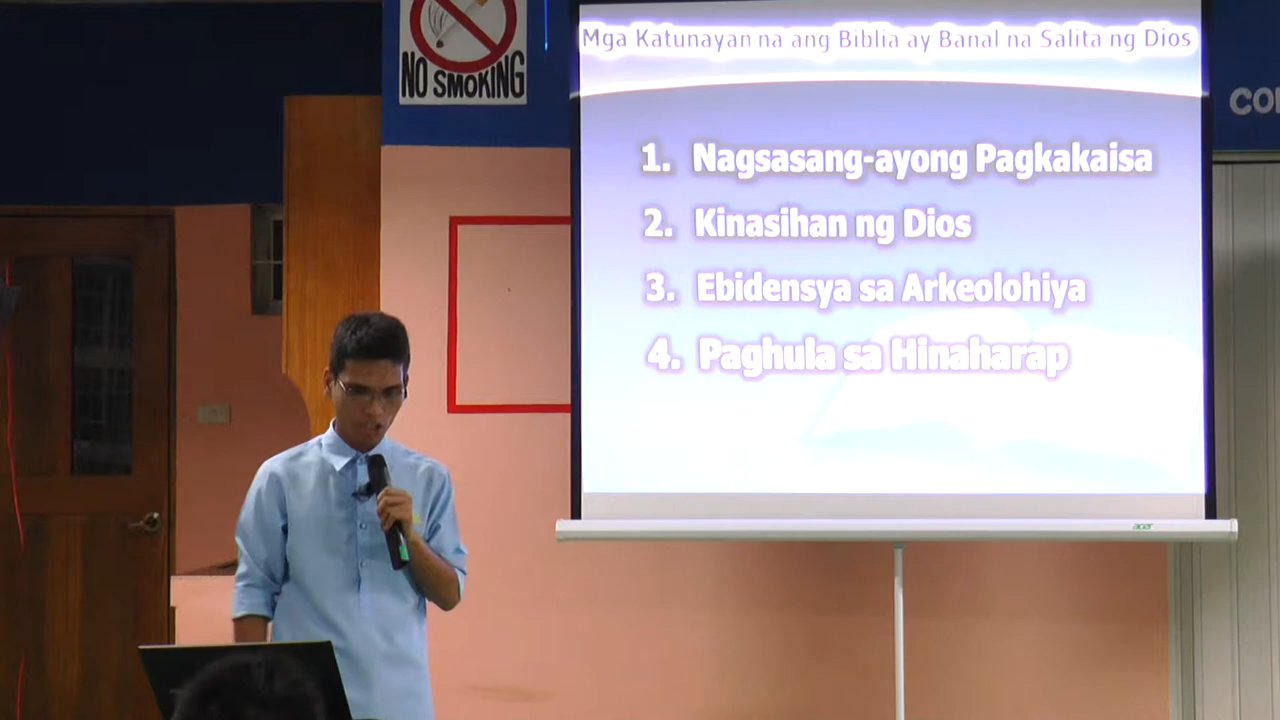 NO SMOKING
Mga Katunayan na ang Biblia ay Banal na Salita ng Dios
1. Nagsasang-ayong Pagkakaisa
2. Kinasihan ng Dios
3. Ebidensya sa Arkeolohiya
4. Paghula sa Hinaharap
acer